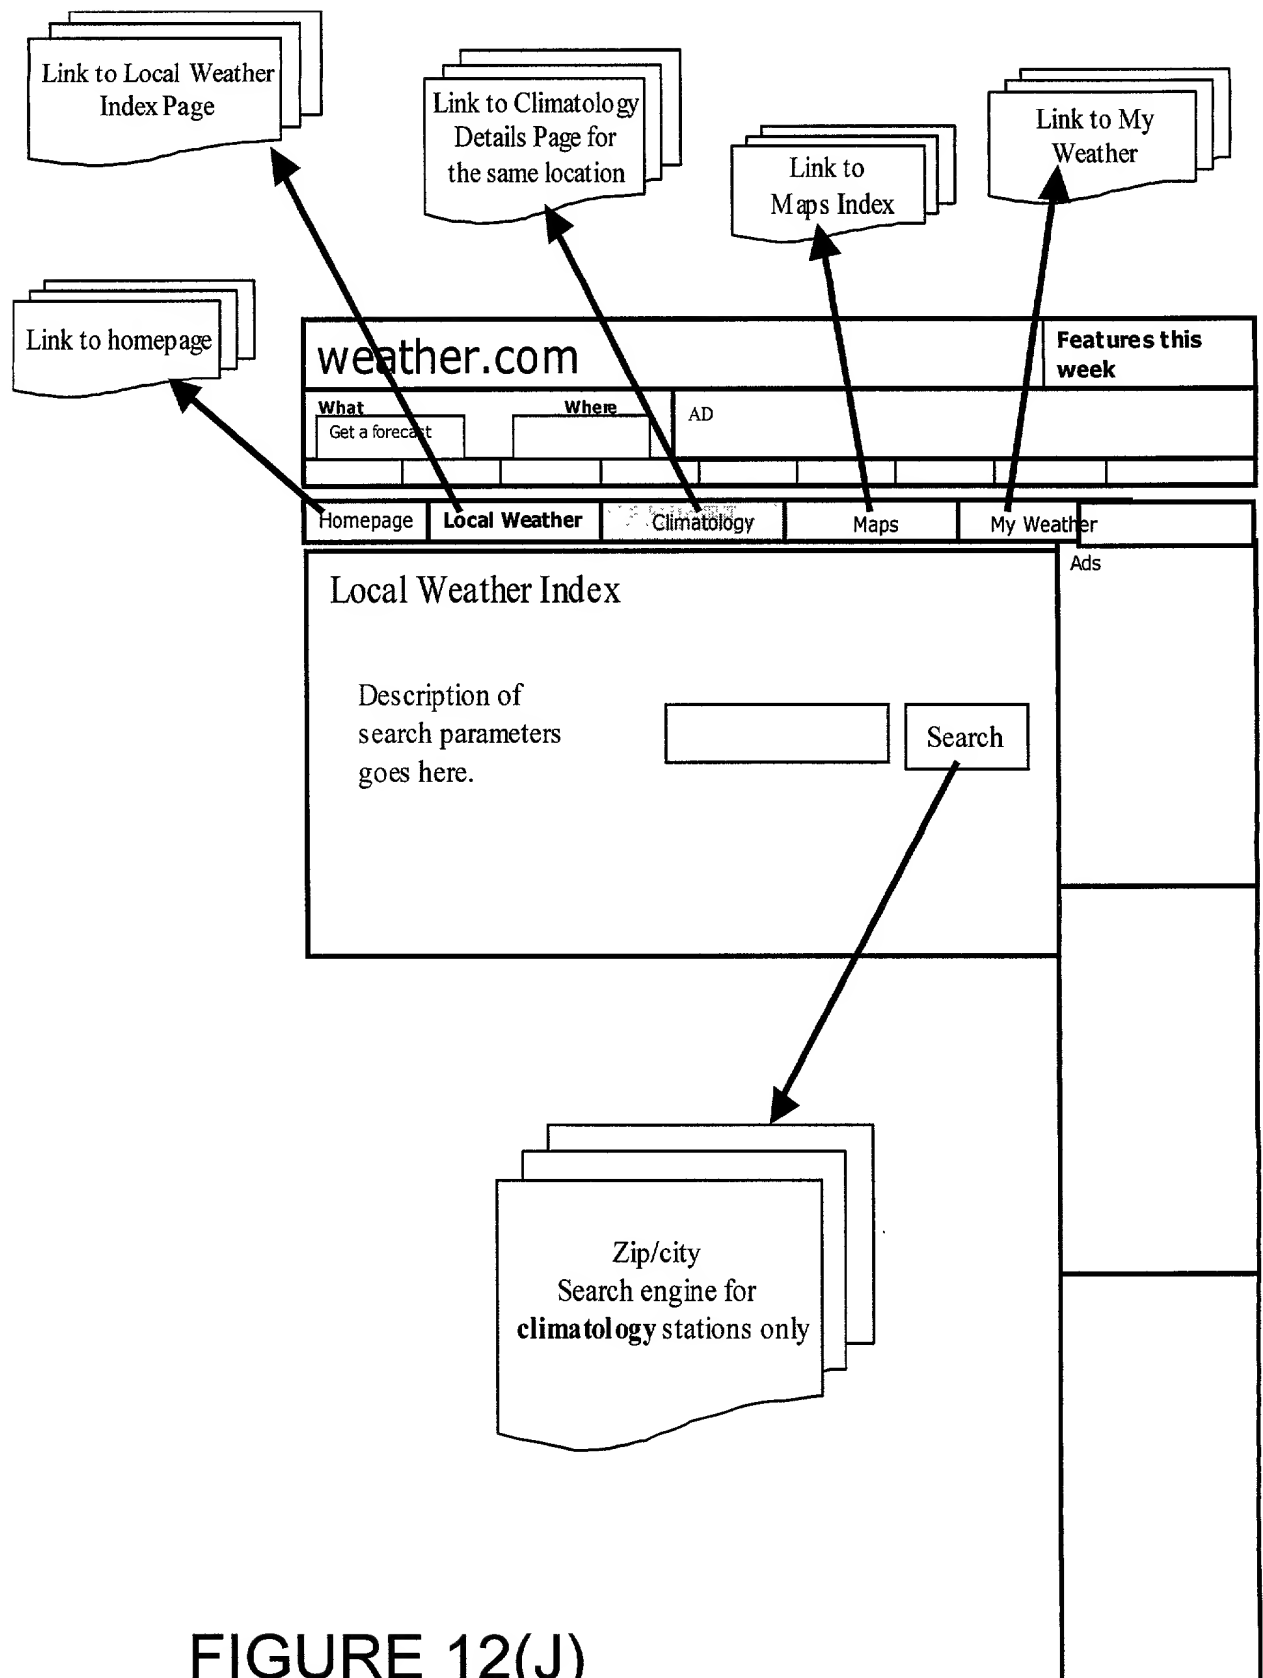 Link to Local Weather
Index Page
Link to Climatology
Details Page for
the same location
Link to
Maps Index
Link to My
Weather
Link to homepage
weather.com
Features this
week
What
Where
Get a forecast
AD
Homepage
Local Weather
Climatology
Maps
My Weather
Ads
Local Weather Index
Description of
search parameters
goes here.
Search
Zip/city
Search engine for
climatology stations only
FIGURE 12(J)